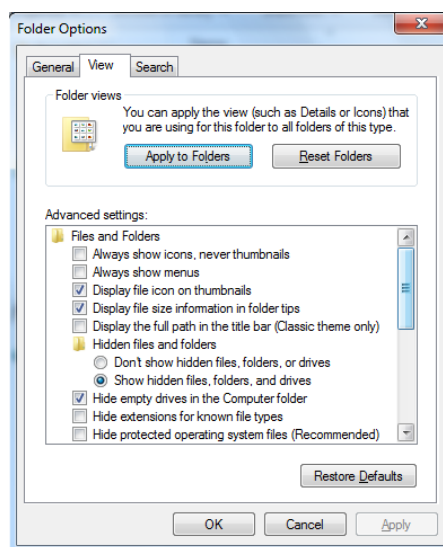 Folder Options
General View Search
Folder views
You can apply the view (such as Details or Icons) that
you are using for this folder to all folders of this type.
Apply to Folders Reset Folders
Advanced settings:
Files and Folders
Always show icons, never thumbnails
Always show menus
Display file icon on thumbnails
Display file size information in folder tips
Display the full path in the title bar (Classic theme only)
Hidden files and folders
Don't show hidden files, folders, or drives
Show hidden files, folders, and drives
Hide empty drives in the Computer folder
Hide extensions for known file types
Hide protected operating system files (Recommended)
Restore Defaults
OK Cancel Apply